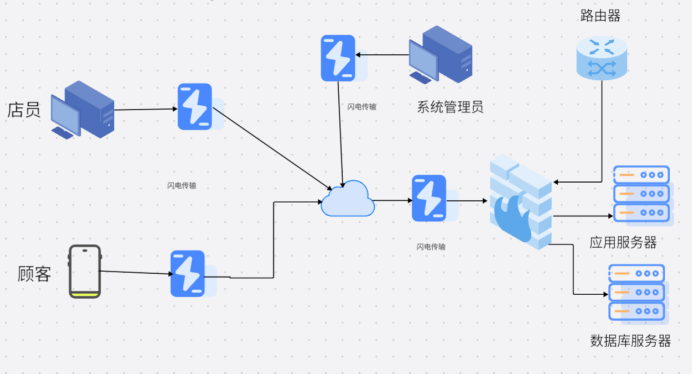 路由器
店员
闪电传输
系统管理员
闪电传输
闪电传输
应用服务器
顾客
数据库服务器